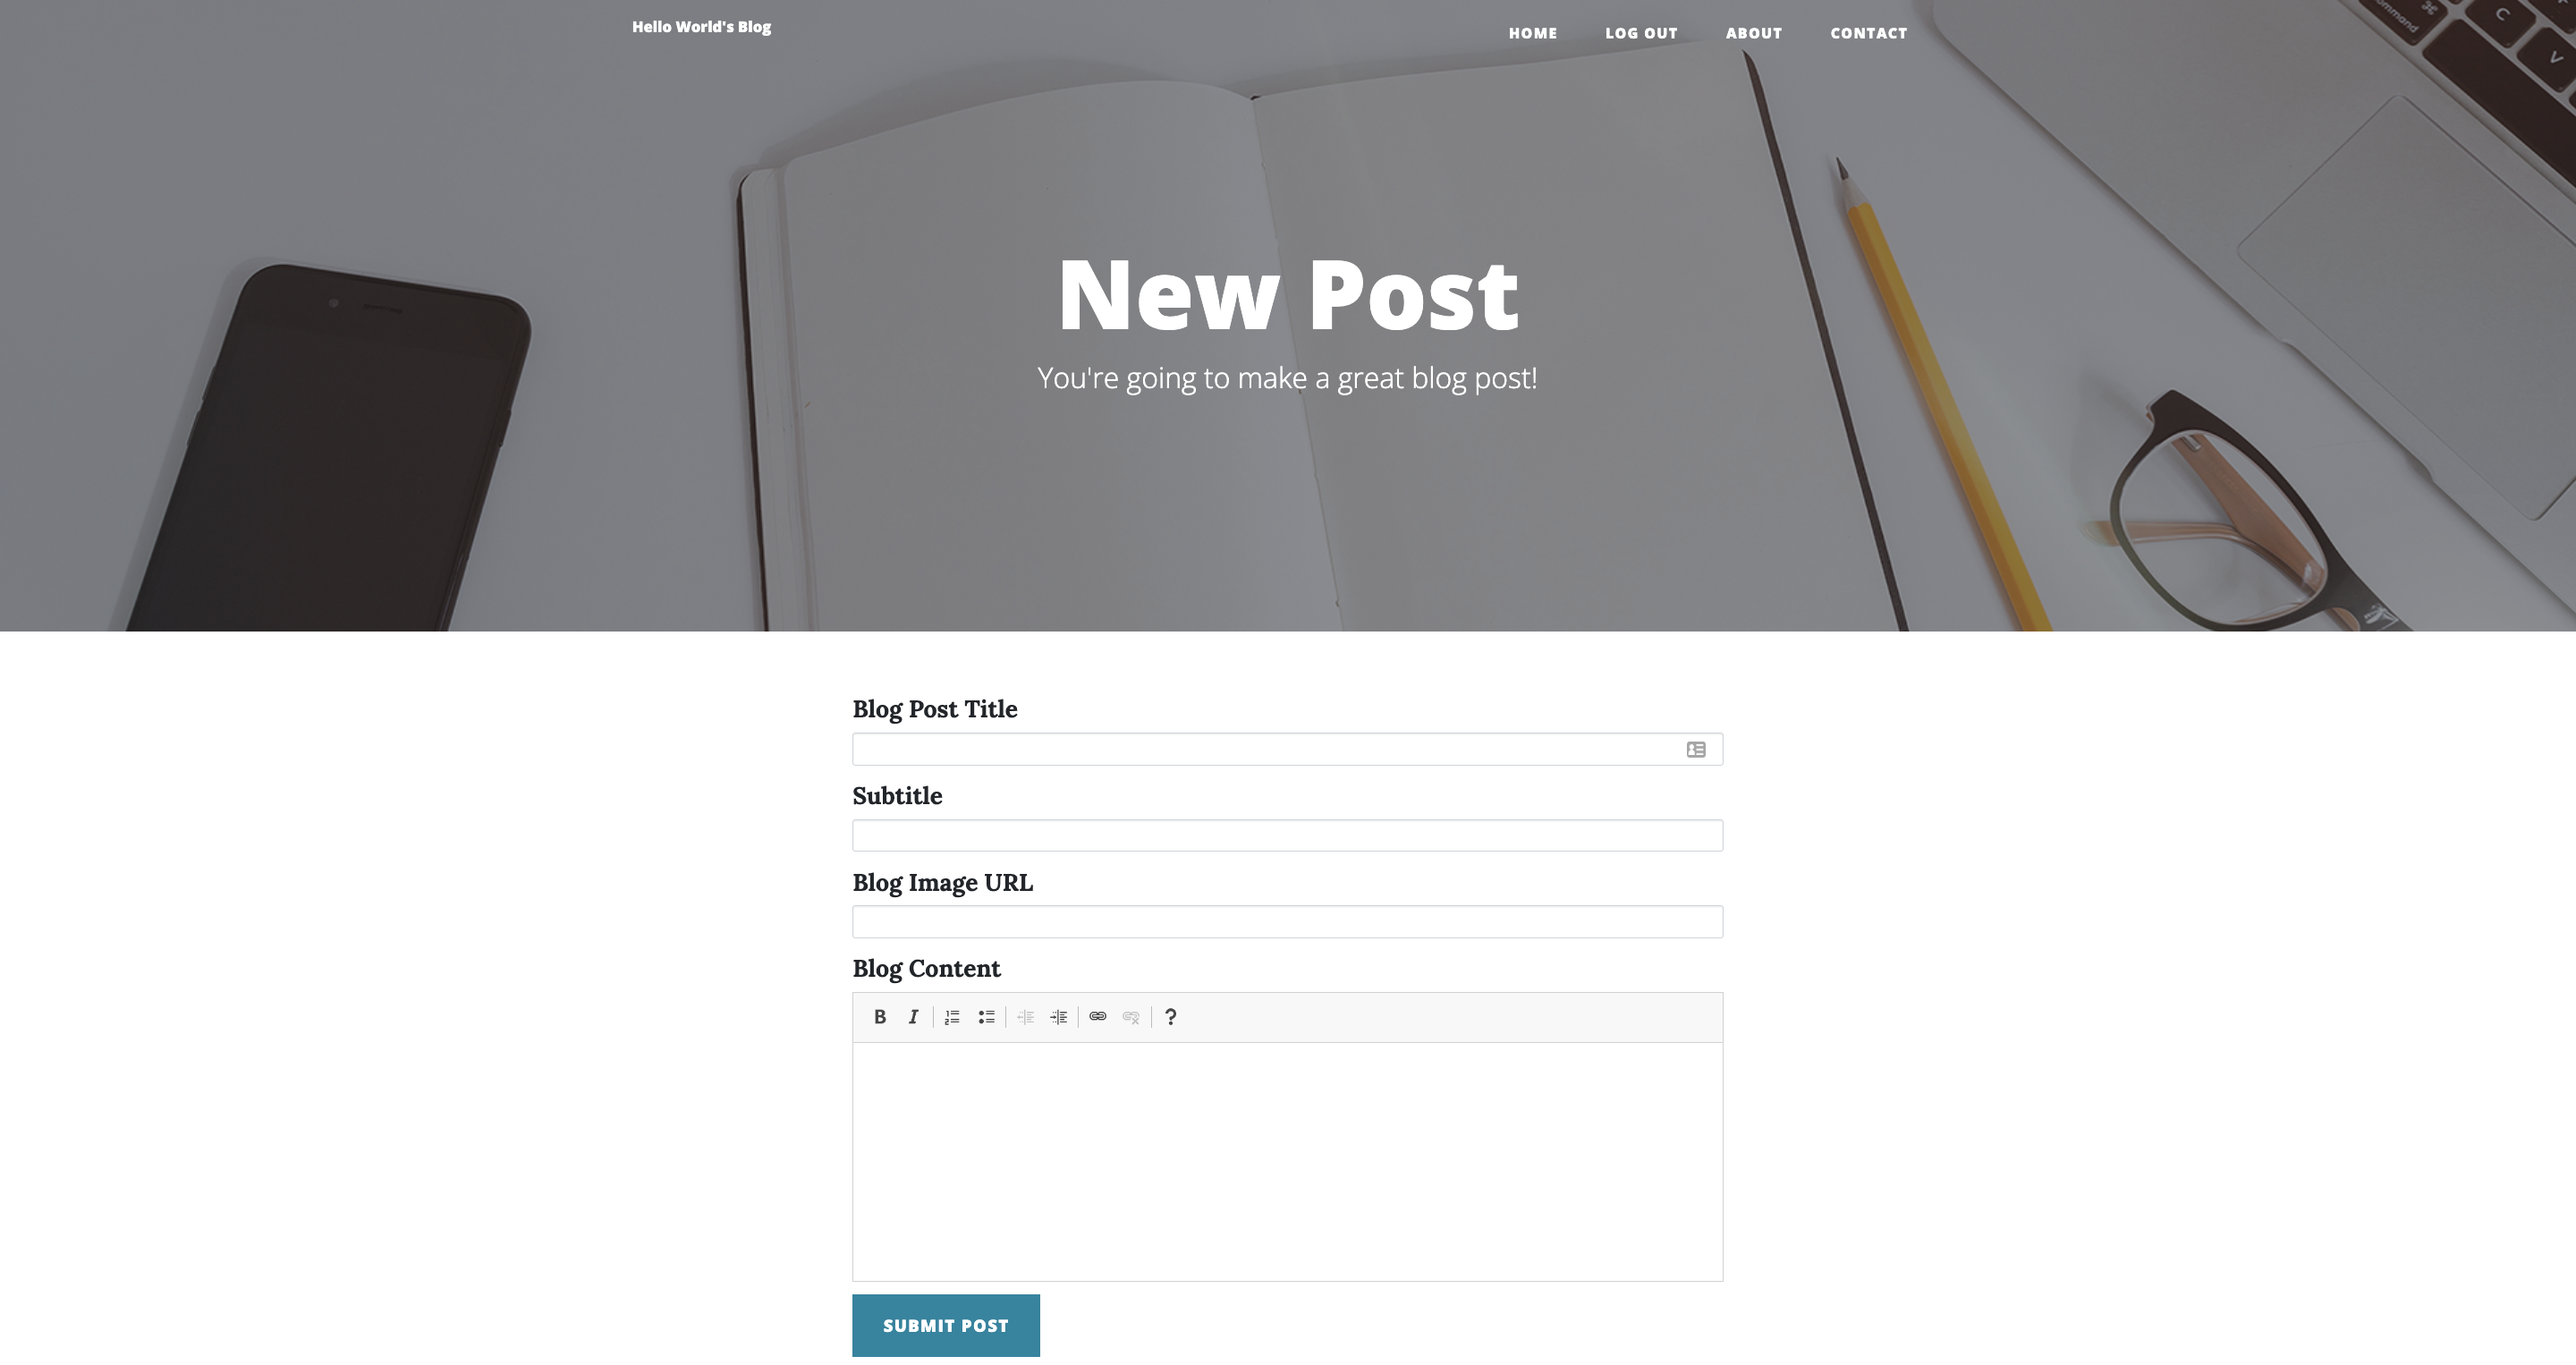 Hello World's Blog
HOME LOG OUT ABOUT CONTACT
command ⌘ C V
New Post
You're going to make a great blog post!
Blog Post Title
Subtitle
Blog Image URL
Blog Content
B I ?
SUBMIT POST